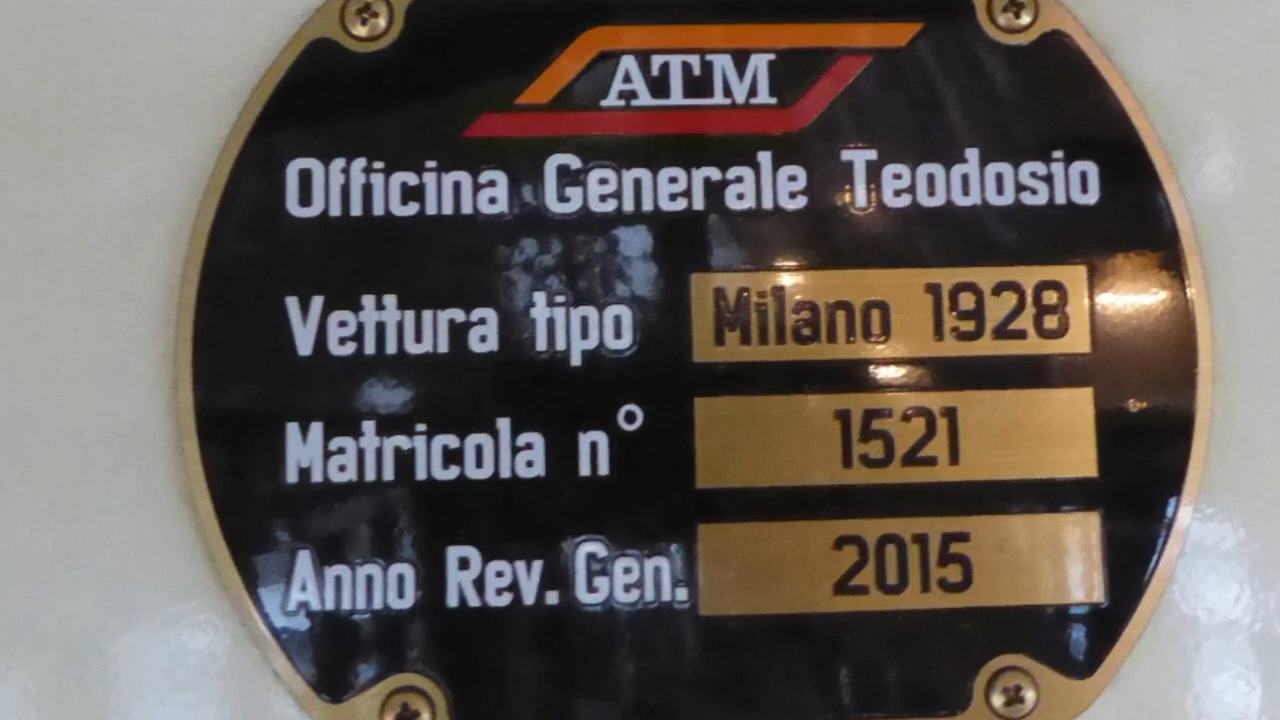 ATM
Officina Generale Teodosio
Vettura tipo Milano 1928
Matricola n° 1521
Anno Rev. Gen. 2015